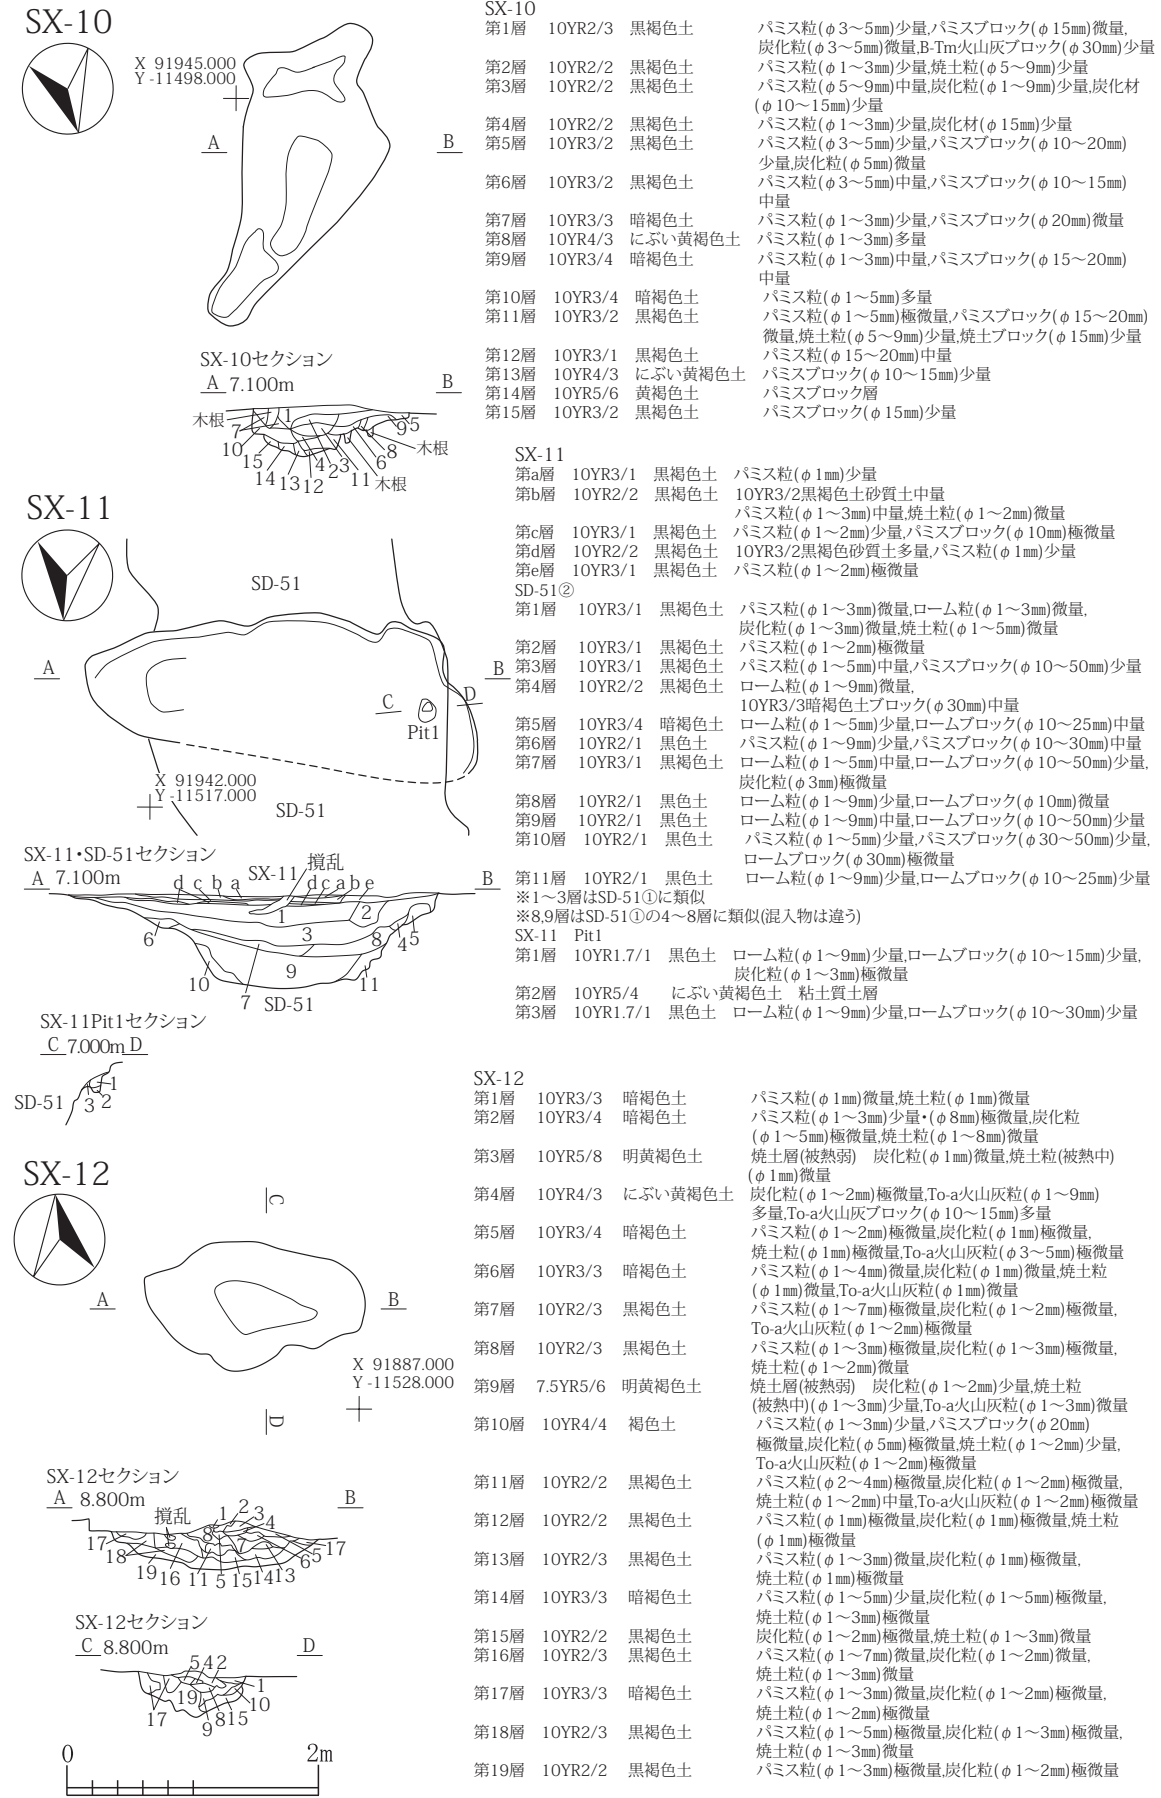 SX-10
X 91945.000
Y -11498.000
A
B
SX-10セクション
A 7.100m
B
木根
1
7
9
5
10
8
木根
15
6
14
13
12
4
2
3
11
木根
SX-10
第1層 10YR2/3 黒褐色土 パミス粒(φ3～5㎜)少量,パミスブロック(φ15㎜)微量,
炭化粒(φ3～5㎜)微量,B-Tm火山灰ブロック(φ30㎜)少量
第2層 10YR2/2 黒褐色土 パミス粒(φ1～3㎜)少量,焼土粒(φ5～9㎜)少量
第3層 10YR2/2 黒褐色土 パミス粒(φ5～9㎜)中量,炭化粒(φ1～9㎜)少量,炭化材
(φ10～15㎜)少量
第4層 10YR2/2 黒褐色土 パミス粒(φ1～3㎜)少量,炭化材(φ15㎜)少量
第5層 10YR3/2 黒褐色土 パミス粒(φ3～5㎜)少量,パミスブロック(φ10～20㎜)
少量,炭化粒(φ5㎜)微量
第6層 10YR3/2 黒褐色土 パミス粒(φ3～5㎜)中量,パミスブロック(φ10～15㎜)
中量
第7層 10YR3/3 暗褐色土 パミス粒(φ1～3㎜)少量,パミスブロック(φ20㎜)微量
第8層 10YR4/3 にぶい黄褐色土 パミス粒(φ1～3㎜)多量
第9層 10YR3/4 暗褐色土 パミス粒(φ1～3㎜)中量,パミスブロック(φ15～20㎜)
中量
第10層 10YR3/4 暗褐色土 パミス粒(φ1～5㎜)多量
第11層 10YR3/2 黒褐色土 パミス粒(φ1～5㎜)極微量,パミスブロック(φ15～20㎜)
微量,焼土粒(φ5～9㎜)少量,焼土ブロック(φ15㎜)少量
第12層 10YR3/1 黒褐色土 パミス粒(φ15～20㎜)中量
第13層 10YR4/3 にぶい黄褐色土 パミスブロック(φ10～15㎜)少量
第14層 10YR5/6 黄褐色土 パミスブロック層
第15層 10YR3/2 黒褐色土 パミスブロック(φ15㎜)少量
SX-11
SD-51
A
B
C
D
Pit1
X 91942.000
Y -11517.000
SD-51
SX-11・SD-51セクション
A 7.100m
B
d c b a
SX-11
撹乱
d c a b e
1
2
3
6
8
4
5
9
10
7
SD-51
11
SX-11Pit1セクション
C 7.000m D
1
SD-51
3 2
SX-11
第a層 10YR3/1 黒褐色土 パミス粒(φ1㎜)少量
第b層 10YR2/2 黒褐色土 10YR3/2黒褐色土砂質土中量
パミス粒(φ1～3㎜)中量,焼土粒(φ1～2㎜)微量
第c層 10YR3/1 黒褐色土 パミス粒(φ1～2㎜)少量,パミスブロック(φ10㎜)極微量
第d層 10YR2/2 黒褐色土 10YR3/2黒褐色砂質土多量,パミス粒(φ1㎜)少量
第e層 10YR3/1 黒褐色土 パミス粒(φ1～2㎜)極微量
SD-51②
第1層 10YR3/1 黒褐色土 パミス粒(φ1～3㎜)微量,ローム粒(φ1～3㎜)微量,
炭化粒(φ1～3㎜)微量,焼土粒(φ1～5㎜)微量
第2層 10YR3/1 黒褐色土 パミス粒(φ1～2㎜)極微量
第3層 10YR3/1 黒褐色土 パミス粒(φ1～5㎜)中量,パミスブロック(φ10～50㎜)少量
第4層 10YR2/2 黒褐色土 ローム粒(φ1～9㎜)微量,
10YR3/3暗褐色土ブロック(φ30㎜)中量
第5層 10YR3/4 暗褐色土 ローム粒(φ1～5㎜)少量,ロームブロック(φ10～25㎜)中量
第6層 10YR2/1 黒色土 パミス粒(φ1～9㎜)少量,パミスブロック(φ10～30㎜)中量
第7層 10YR3/1 黒褐色土 ローム粒(φ1～5㎜)中量,ロームブロック(φ10～50㎜)少量,
炭化粒(φ3㎜)極微量
第8層 10YR2/1 黒色土 ローム粒(φ1～9㎜)少量,ロームブロック(φ10㎜)微量
第9層 10YR2/1 黒色土 ローム粒(φ1～9㎜)中量,ロームブロック(φ10～50㎜)少量
第10層 10YR2/1 黒色土 パミス粒(φ1～5㎜)少量,パミスブロック(φ30～50㎜)少量,
ロームブロック(φ30㎜)極微量
第11層 10YR2/1 黒色土 ローム粒(φ1～9㎜)少量,ロームブロック(φ10～25㎜)少量
※1～3層はSD-51①に類似
※8,9層はSD-51①の4～8層に類似(混入物は違う)
SX-11 Pit1
第1層 10YR1.7/1 黒色土 ローム粒(φ1～9㎜)少量,ロームブロック(φ10～15㎜)少量,
炭化粒(φ1～3㎜)極微量
第2層 10YR5/4 にぶい黄褐色土 粘土質土層
第3層 10YR1.7/1 黒色土 ローム粒(φ1～9㎜)少量,ロームブロック(φ10～30㎜)少量
SX-12
C
A
B
X 91887.000
Y -11528.000
D
SX-12セクション
A 8.800m
B
撹乱
1 2 3 4
8
7
17
18
19 16 11 5 15 14 13
6 5 17
SX-12セクション
C 8.800m
D
5 4 2
1
19
10
17
9
8 15
0
2m
SX-12
第1層 10YR3/3 暗褐色土 パミス粒(φ1㎜)微量,焼土粒(φ1㎜)微量
第2層 10YR3/4 暗褐色土 パミス粒(φ1～3㎜)少量・(φ8㎜)極微量,炭化粒
(φ1～5㎜)極微量,焼土粒(φ1～8㎜)微量
第3層 10YR5/8 明黄褐色土 焼土層(被熱弱) 炭化粒(φ1㎜)微量,焼土粒(被熱中)
(φ1㎜)微量
第4層 10YR4/3 にぶい黄褐色土 炭化粒(φ1～2㎜)極微量,To-a火山灰粒(φ1～9㎜)
多量,To-a火山灰ブロック(φ10～15㎜)多量
第5層 10YR3/4 暗褐色土 パミス粒(φ1～2㎜)極微量,炭化粒(φ1㎜)極微量,
焼土粒(φ1㎜)極微量,To-a火山灰粒(φ3～5㎜)極微量
第6層 10YR3/3 暗褐色土 パミス粒(φ1～4㎜)微量,炭化粒(φ1㎜)微量,焼土粒
(φ1㎜)微量,To-a火山灰粒(φ1㎜)微量
第7層 10YR2/3 黒褐色土 パミス粒(φ1～7㎜)極微量,炭化粒(φ1～2㎜)極微量,
To-a火山灰粒(φ1～2㎜)極微量
第8層 10YR2/3 黒褐色土 パミス粒(φ1～3㎜)極微量,炭化粒(φ1～3㎜)極微量,
焼土粒(φ1～2㎜)微量
第9層 7.5YR5/6 明黄褐色土 焼土層(被熱弱) 炭化粒(φ1～2㎜)少量,焼土粒
(被熱中)(φ1～3㎜)少量,To-a火山灰粒(φ1～3㎜)微量
第10層 10YR4/4 褐色土 パミス粒(φ1～3㎜)少量,パミスブロック(φ20㎜)
極微量,炭化粒(φ5㎜)極微量,焼土粒(φ1～2㎜)少量,
To-a火山灰粒(φ1～2㎜)極微量
第11層 10YR2/2 黒褐色土 パミス粒(φ2～4㎜)極微量,炭化粒(φ1～2㎜)極微量,
焼土粒(φ1～2㎜)中量,To-a火山灰粒(φ1～2㎜)極微量
第12層 10YR2/2 黒褐色土 パミス粒(φ1㎜)極微量,炭化粒(φ1㎜)極微量,焼土粒
(φ1㎜)極微量
第13層 10YR2/3 黒褐色土 パミス粒(φ1～3㎜)微量,炭化粒(φ1㎜)極微量,
焼土粒(φ1㎜)極微量
第14層 10YR3/3 暗褐色土 パミス粒(φ1～5㎜)少量,炭化粒(φ1～5㎜)極微量,
焼土粒(φ1～3㎜)極微量
第15層 10YR2/2 黒褐色土 炭化粒(φ1～2㎜)極微量,焼土粒(φ1～3㎜)微量
第16層 10YR2/3 黒褐色土 パミス粒(φ1～7㎜)微量,炭化粒(φ1～2㎜)微量,
焼土粒(φ1～3㎜)微量
第17層 10YR3/3 暗褐色土 パミス粒(φ1～3㎜)微量,炭化粒(φ1～2㎜)極微量,
焼土粒(φ1～2㎜)極微量
第18層 10YR2/3 黒褐色土 パミス粒(φ1～5㎜)極微量,炭化粒(φ1～3㎜)極微量,
焼土粒(φ1～3㎜)微量
第19層 10YR2/2 黒褐色土 パミス粒(φ1～3㎜)極微量,炭化粒(φ1～2㎜)極微量